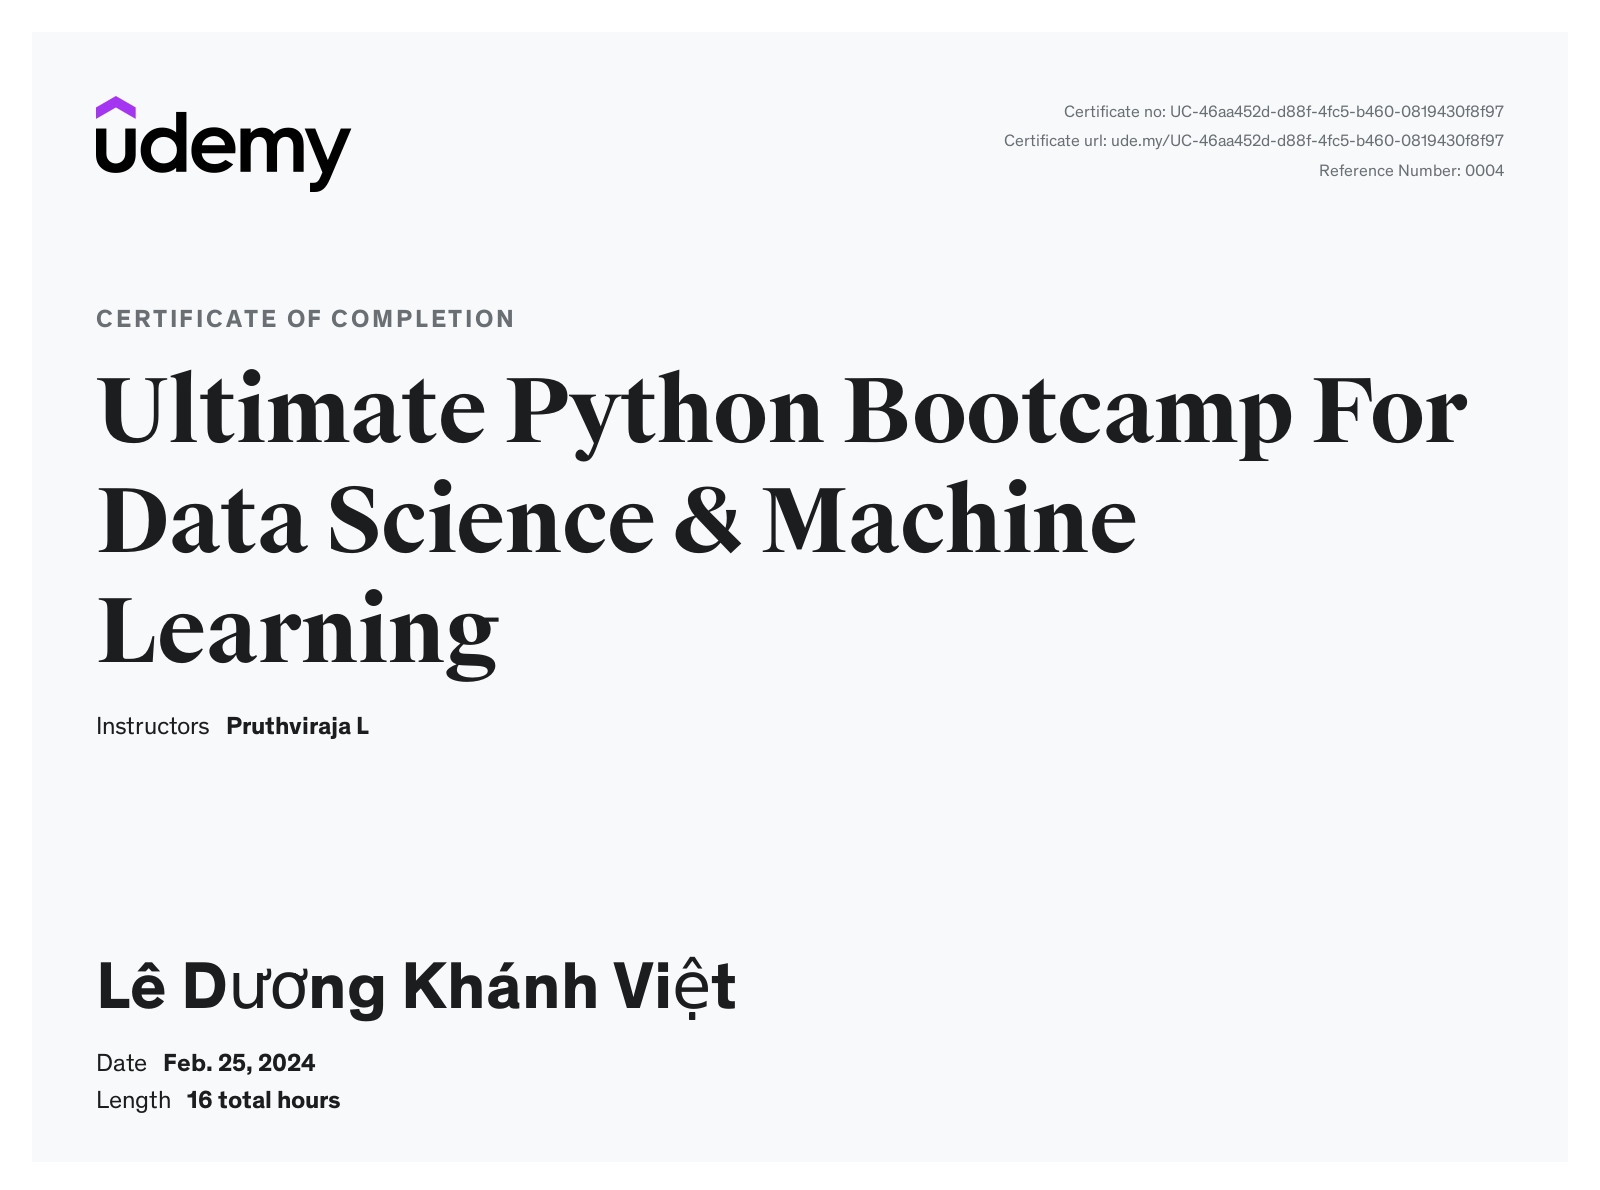 udemy
Certificate no: UC-46aa452d-d88f-4fc5-b460-0819430f8f97
Certificate url: ude.my/UC-46aa452d-d88f-4fc5-b460-0819430f8f97
Reference Number: 0004
CERTIFICATE OF COMPLETION
Ultimate Python Bootcamp For
Data Science & Machine
Learning
Instructors Pruthviraja L
Lê Dương Khánh Việt
Date Feb. 25, 2024
Length 16 total hours